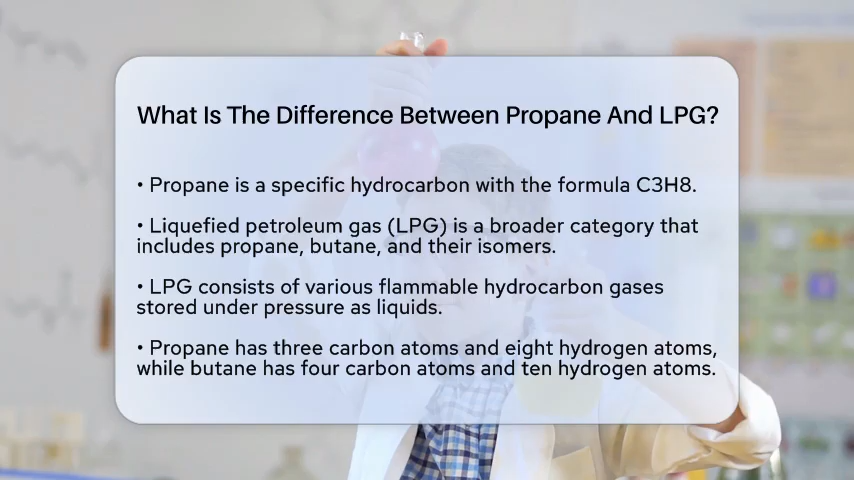 What Is The Difference Between Propane And LPG?
• Propane is a specific hydrocarbon with the formula C3H8.
• Liquefied petroleum gas (LPG) is a broader category that
includes propane, butane, and their isomers.
• LPG consists of various flammable hydrocarbon gases
stored under pressure as liquids.
• Propane has three carbon atoms and eight hydrogen atoms,
while butane has four carbon atoms and ten hydrogen atoms.